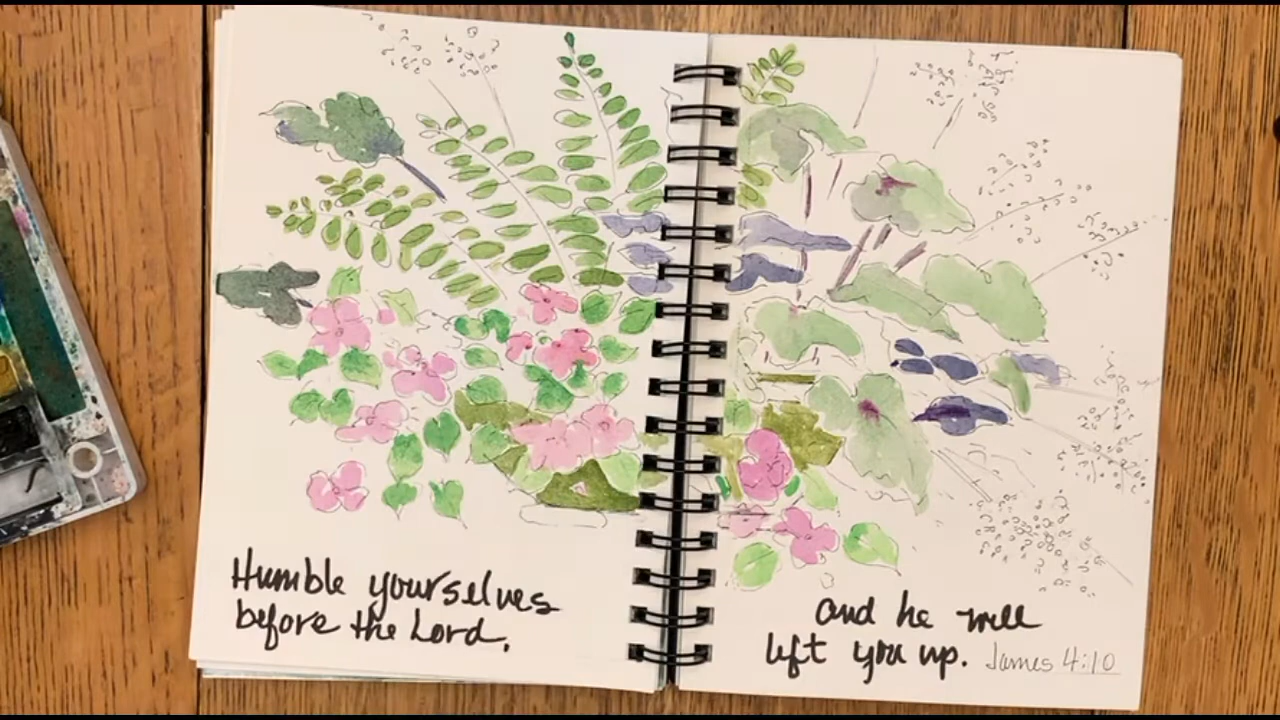 Humble yourselves
before the Lord.
and he will
lift you up. James 4:10